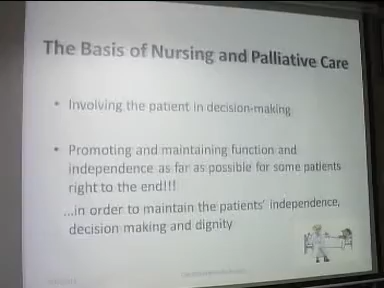 The Basis of Nursing and Palliative Care
• Involving the patient in decision-making
• Promoting and maintaining function and
independence as far as possible for some patients
right to the end!!!
...in order to maintain the patients' independence,
decision making and dignity